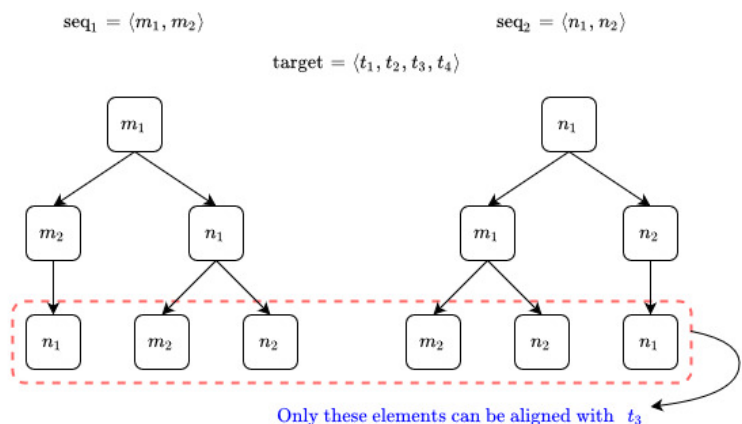 seq₁ = ⟨m₁, m₂⟩ seq₂ = ⟨n₁, n₂⟩
target = ⟨t₁, t₂, t₃, t₄⟩
m₁ n₁
m₂ n₁ m₁ n₂
n₁ m₂ n₂ m₂ n₂ n₁
Only these elements can be aligned with t₃